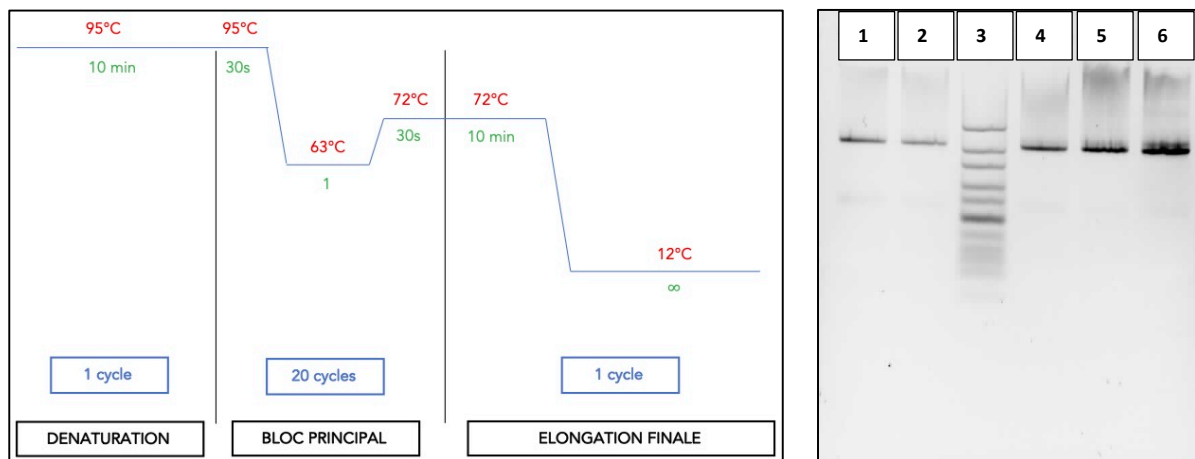 95°C 95°C
10 min 30s
72°C 72°C
30s 10 min
63°C
1
12°C
∞
1 cycle 20 cycles 1 cycle
DENATURATION BLOC PRINCIPAL ELONGATION FINALE
1 2 3 4 5 6